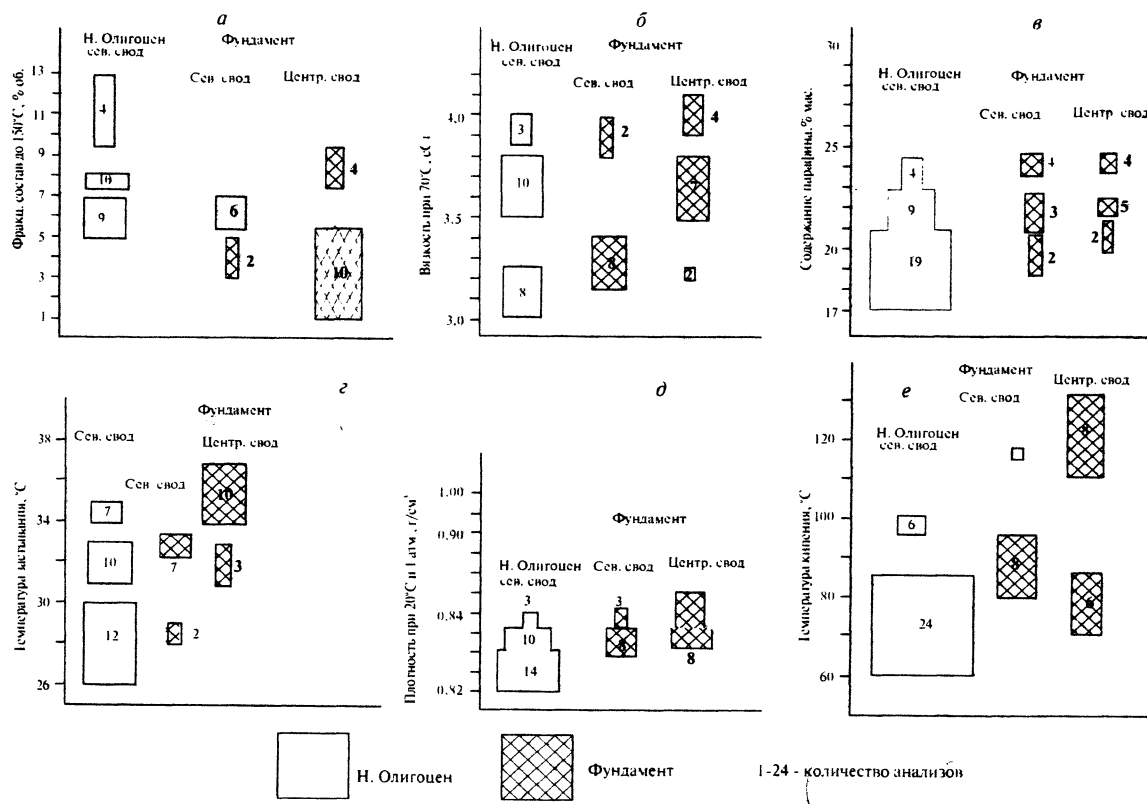 а
Н. Олигоцен
сев. свод
Фундамент
Сев. свод
Центр. свод
Фракц. состав до 150°С, % об.
13
11
9
7
5
3
1
4
10
9
6
2
4
10
б
Н. Олигоцен
сев. свод
Фундамент
Сев. свод
Центр. свод
Вязкость при 70°С, сСт
4.0
3.5
3.0
3
10
8
2
8
4
7
2
в
Н. Олигоцен
сев. свод
Фундамент
Сев. свод
Центр. свод
Содержание парафина, % мас.
30
25
20
17
4
9
19
4
3
2
4
5
2
г
Фундамент
Сев. свод
Центр. свод
Сев. свод
Температура застывания, °С
38
34
30
26
7
10
12
7
2
10
3
д
Фундамент
Н. Олигоцен
сев. свод
Сев. свод
Центр. свод
Плотность при 20°С и 1 атм., г/см³
1.00
0,90
0,84
0,82
3
10
14
3
8
8
е
Фундамент
Центр. свод
Сев. свод
Н. Олигоцен
сев. свод
Температура кипения, °С
120
100
80
60
6
24
8
8
6
Н. Олигоцен
Фундамент
1-24 - количество анализов